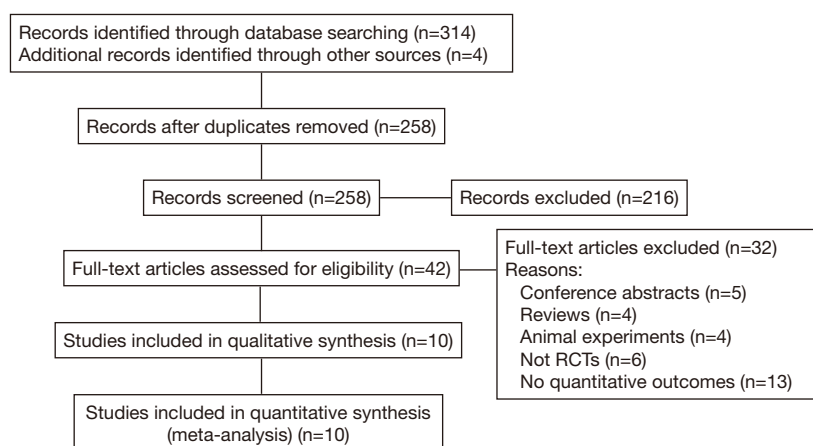 Records identified through database searching (n=314)
Additional records identified through other sources (n=4)
Records after duplicates removed (n=258)
Records screened (n=258)
Records excluded (n=216)
Full-text articles assessed for eligibility (n=42)
Full-text articles excluded (n=32)
Reasons:
Conference abstracts (n=5)
Reviews (n=4)
Animal experiments (n=4)
Not RCTs (n=6)
No quantitative outcomes (n=13)
Studies included in qualitative synthesis (n=10)
Studies included in quantitative synthesis
(meta-analysis) (n=10)